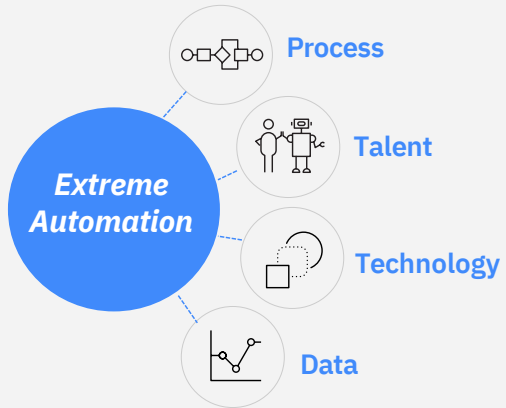 Process
Talent
Extreme
Automation
Technology
Data